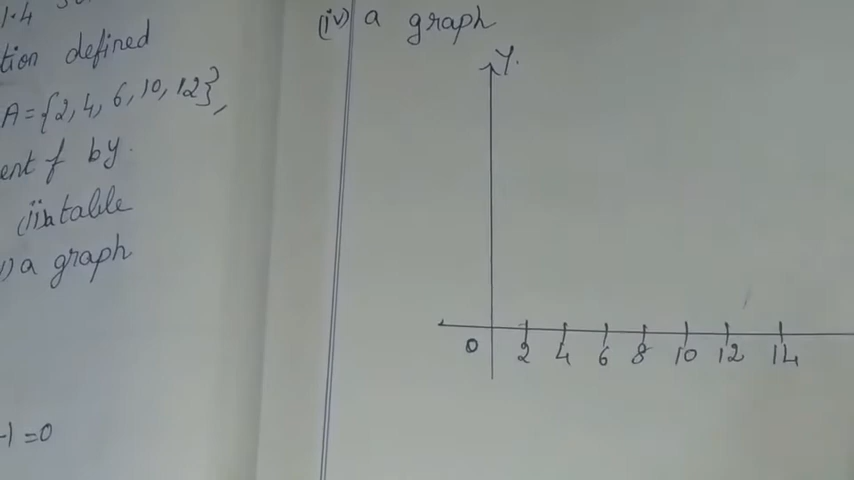 1.4
tion defined
A={2, 4, 6, 10, 12},
ent f by.
(ii) a table
) a graph
-1 =0
(iv) a graph
Y.
0 2 4 6 8 10 12 14